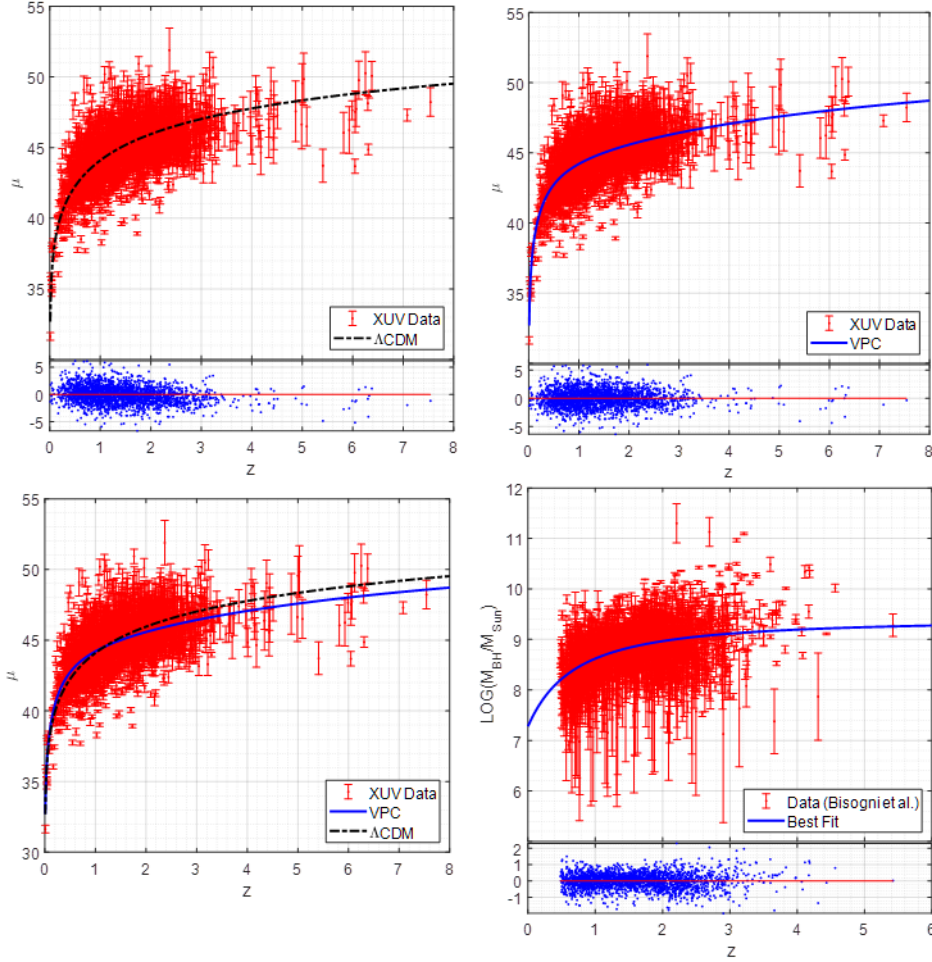 55
50
45
40
35
μ
XUV Data
ΛCDM
5
0
-5
0 1 2 3 4 5 6 7 8
z
55
50
45
40
35
μ
XUV Data
VPC
5
0
-5
0 1 2 3 4 5 6 7 8
z
55
50
45
40
35
30
μ
XUV Data
VPC
ΛCDM
0 1 2 3 4 5 6 7 8
z
12
11
10
9
8
7
6
LOG(M_BH/M_Sun)
Data (Bisogni et al.)
Best Fit
2
1
0
-1
0 1 2 3 4 5 6
z